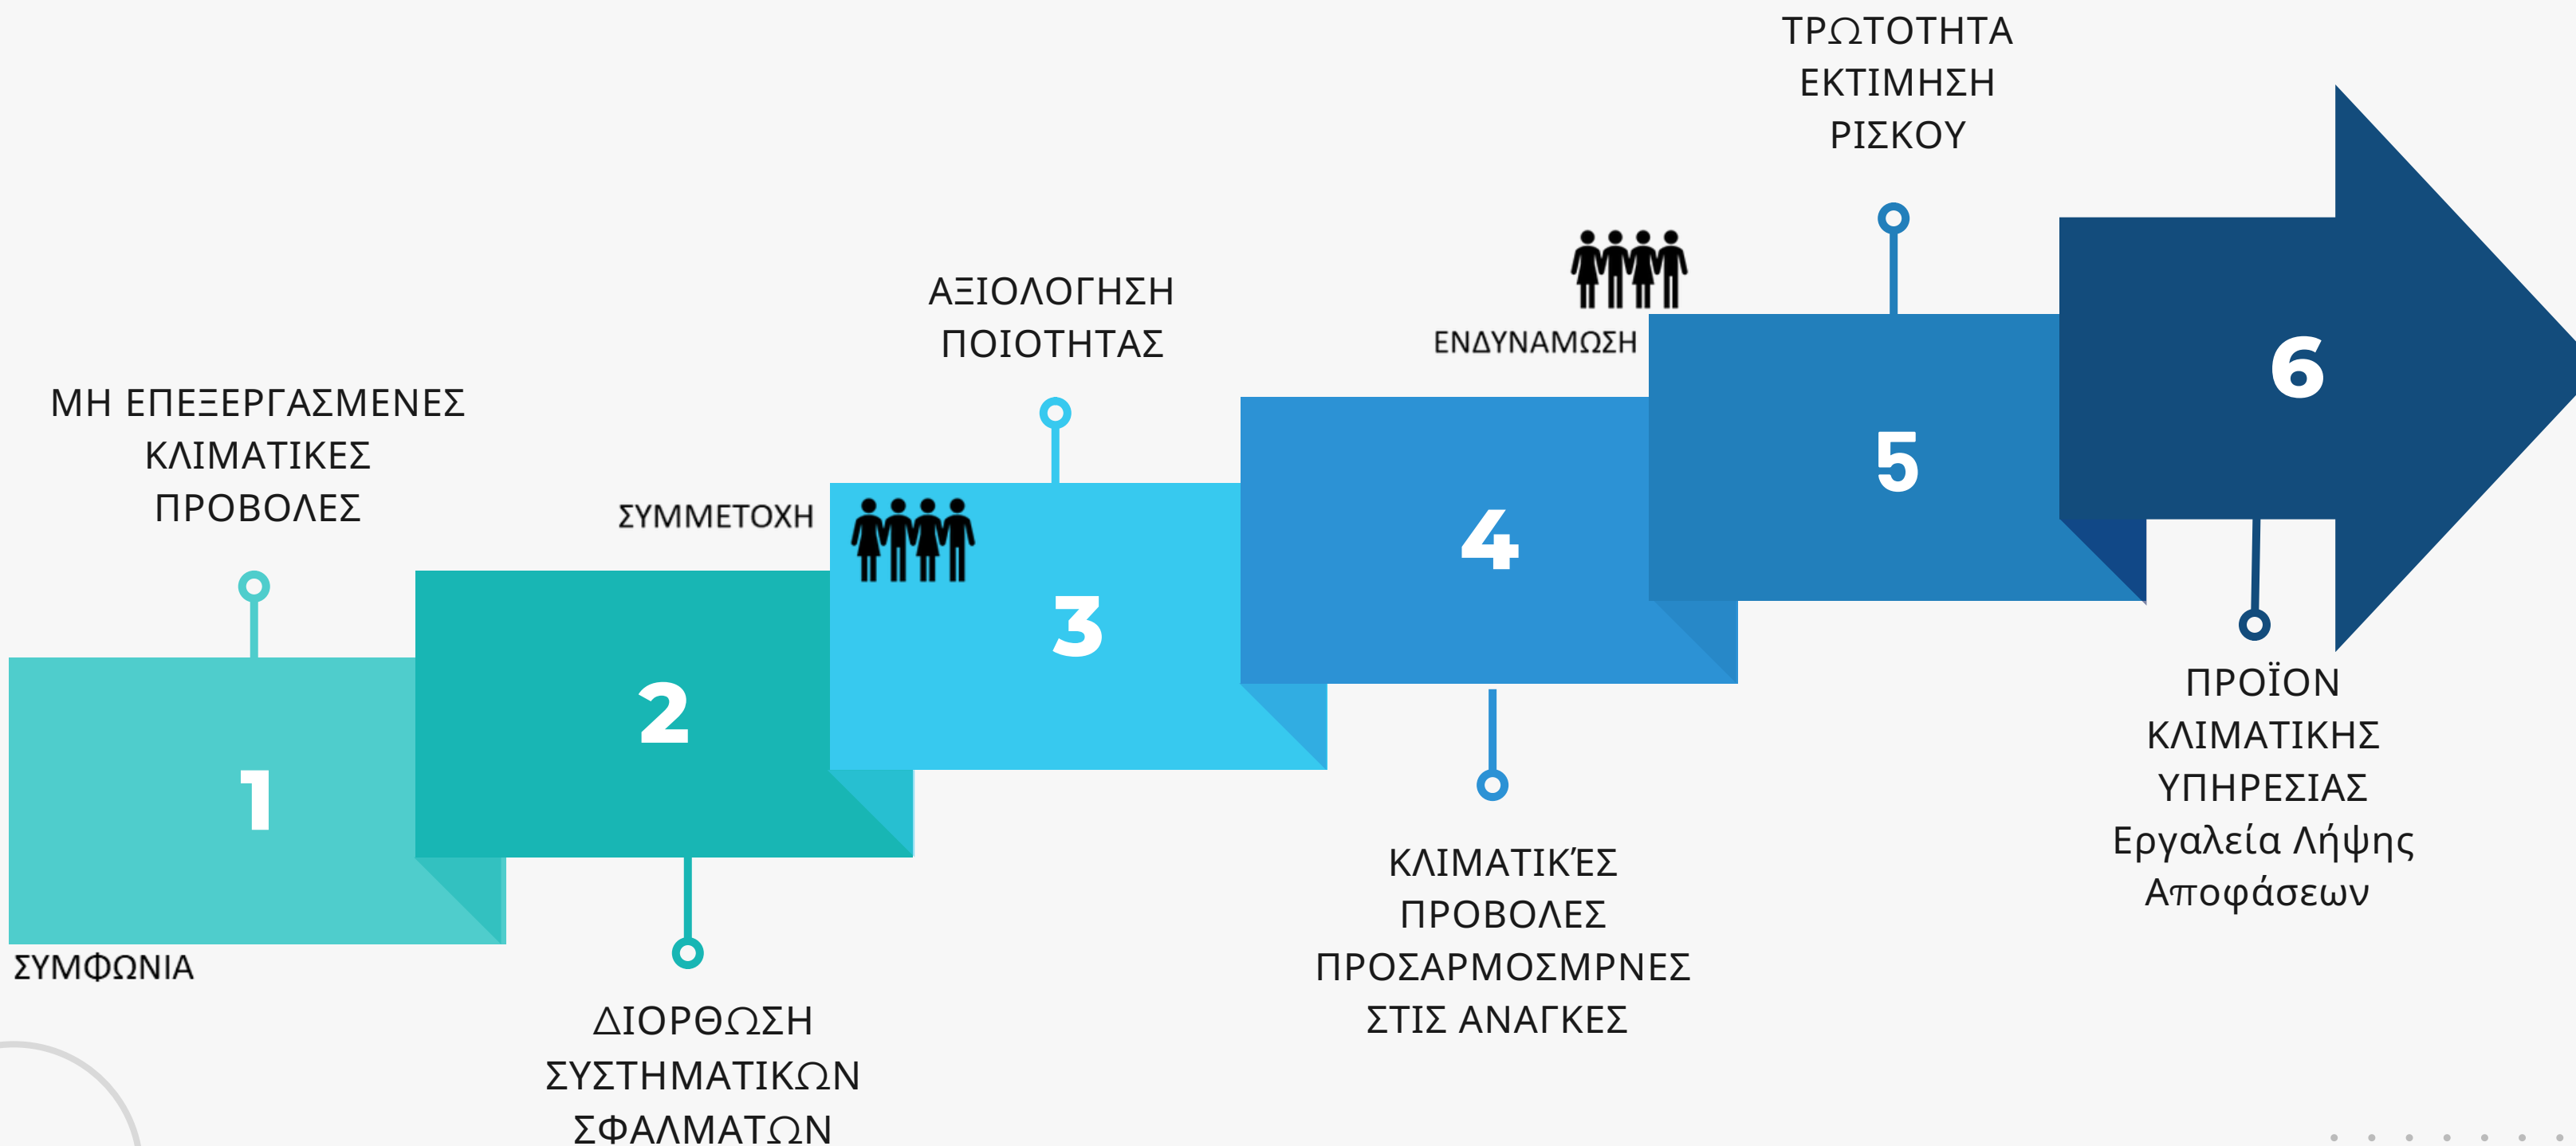 ΜΗ ΕΠΕΞΕΡΓΑΣΜΕΝΕΣ
ΚΛΙΜΑΤΙΚΕΣ
ΠΡΟΒΟΛΕΣ
1
ΣΥΜΦΩΝΙΑ
2
ΔΙΟΡΘΩΣΗ
ΣΥΣΤΗΜΑΤΙΚΩΝ
ΣΦΑΛΜΑΤΩΝ
ΣΥΜΜΕΤΟΧΗ
ΑΞΙΟΛΟΓΗΣΗ
ΠΟΙΟΤΗΤΑΣ
3
4
ΚΛΙΜΑΤΙΚΈΣ
ΠΡΟΒΟΛΕΣ
ΠΡΟΣΑΡΜΟΣΜΡΝΕΣ
ΣΤΙΣ ΑΝΑΓΚΕΣ
ΕΝΔΥΝΑΜΩΣΗ
ΤΡΩΤΟΤΗΤΑ
ΕΚΤΙΜΗΣΗ
ΡΙΣΚΟΥ
5
6
ΠΡΟΪΟΝ
ΚΛΙΜΑΤΙΚΗΣ
ΥΠΗΡΕΣΙΑΣ
Εργαλεία Λήψης
Αποφάσεων